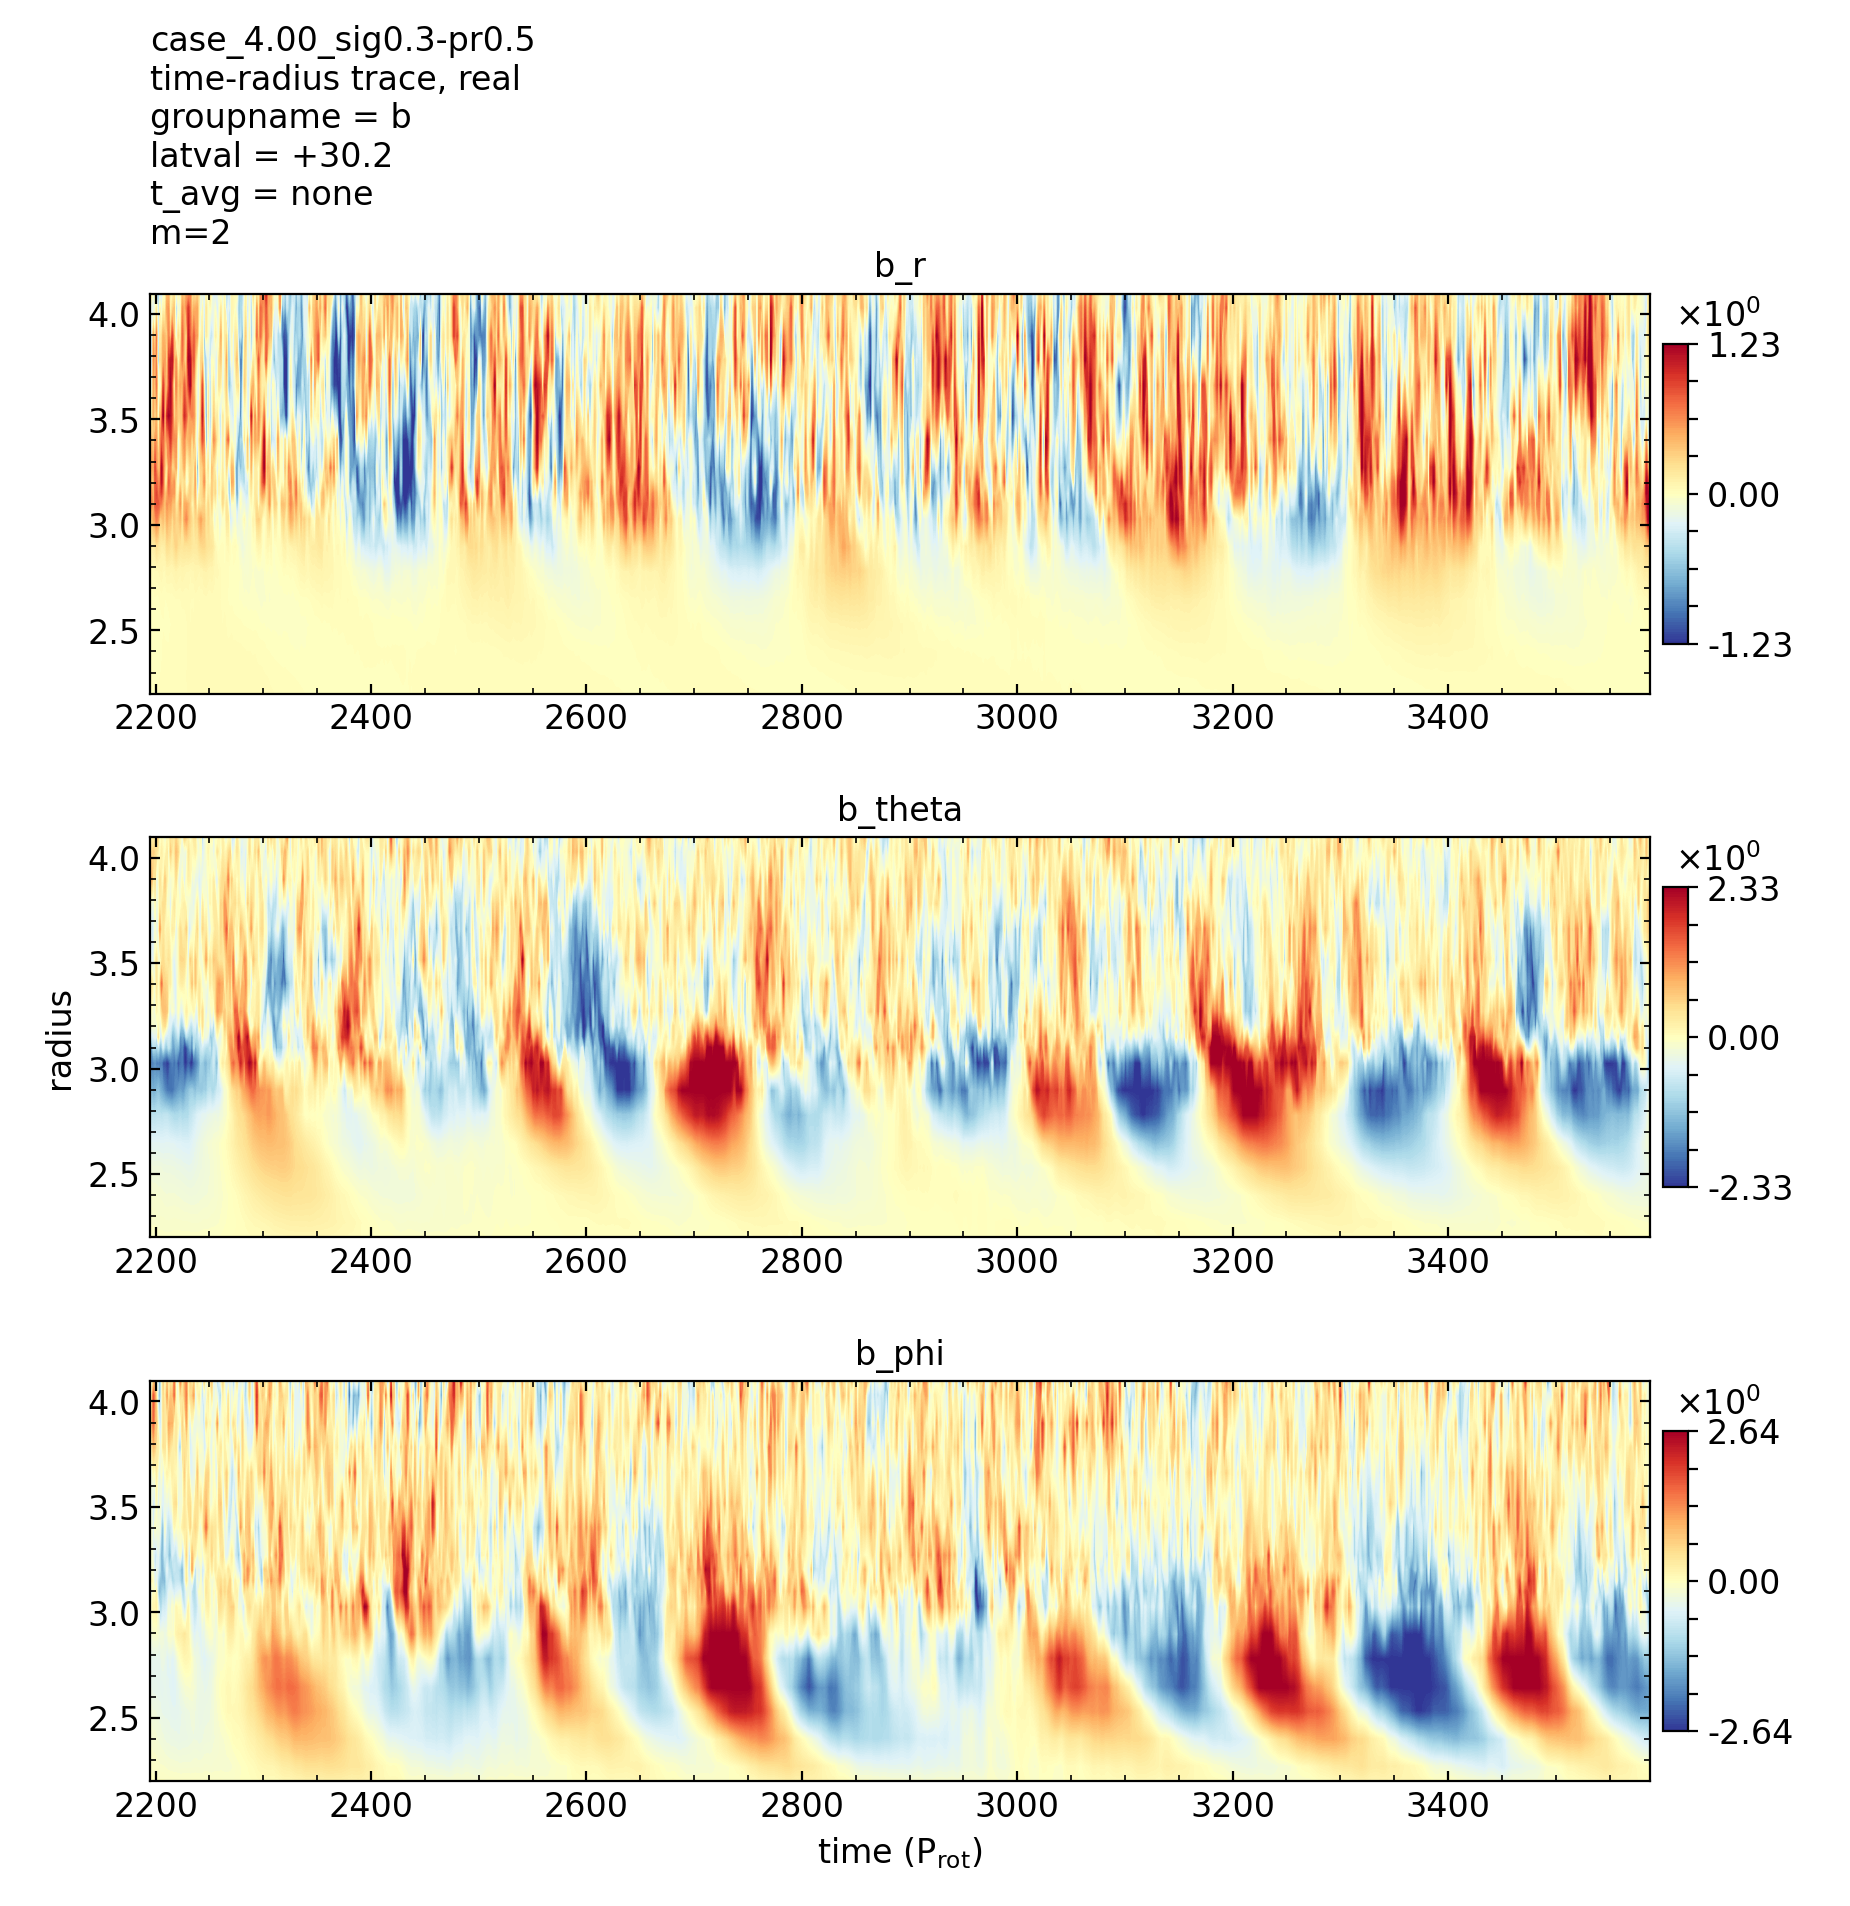 case_4.00_sig0.3-pr0.5
time-radius trace, real
groupname = b
latval = +30.2
t_avg = none
m=2
b_r
4.0
3.5
3.0
2.5
2200 2400 2600 2800 3000 3200 3400
×10⁰
1.23
0.00
-1.23
b_theta
radius
4.0
3.5
3.0
2.5
2200 2400 2600 2800 3000 3200 3400
×10⁰
2.33
0.00
-2.33
b_phi
4.0
3.5
3.0
2.5
2200 2400 2600 2800 3000 3200 3400
time (P_rot)
×10⁰
2.64
0.00
-2.64